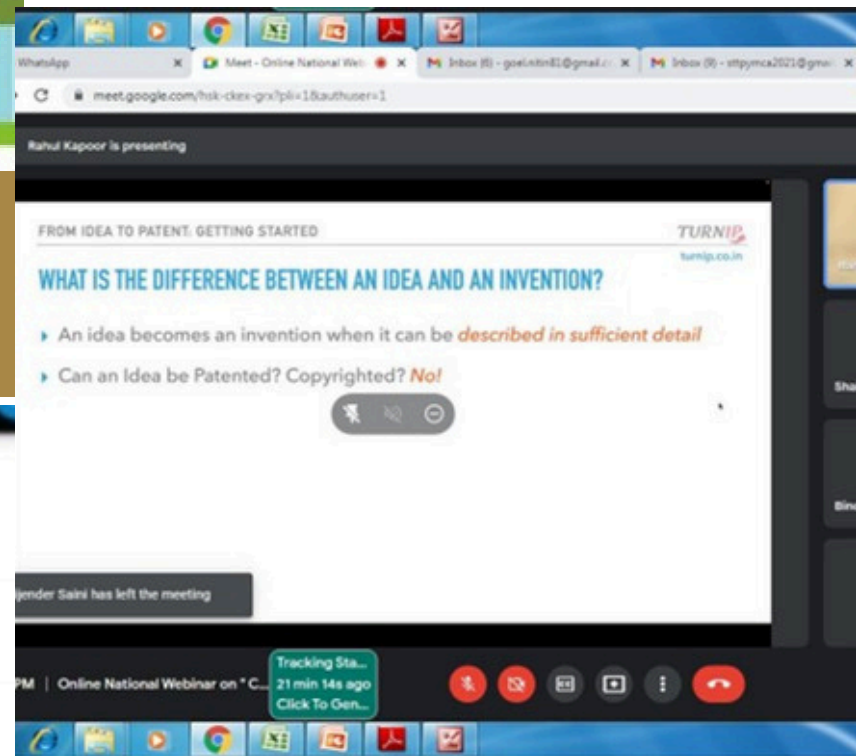 WhatsApp
Meet - Online National Web
Inbox (6) - goel.nitin81@gmail.c
Inbox (9) - sttpymca2021@gmai
meet.google.com/hsk-ckex-grx?pli=1&authuser=1
Rahul Kapoor is presenting
FROM IDEA TO PATENT: GETTING STARTED
TURNIP
turnip.co.in
WHAT IS THE DIFFERENCE BETWEEN AN IDEA AND AN INVENTION?
An idea becomes an invention when it can be described in sufficient detail
Can an Idea be Patented? Copyrighted? No!
Sha
Bind
ijender Saini has left the meeting
PM | Online National Webinar on " C...
Tracking Sta...
21 min 14s ago
Click To Gen...